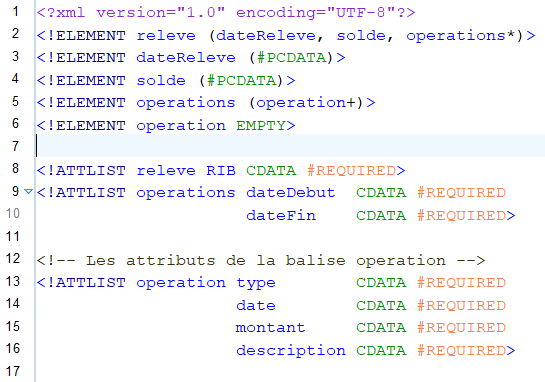 1 <?xml version="1.0" encoding="UTF-8"?>
2 <!ELEMENT releve (dateReleve, solde, operations*)>
3 <!ELEMENT dateReleve (#PCDATA)>
4 <!ELEMENT solde (#PCDATA)>
5 <!ELEMENT operations (operation+)>
6 <!ELEMENT operation EMPTY>
7
8 <!ATTLIST releve RIB CDATA #REQUIRED>
9 <!ATTLIST operations dateDebut  CDATA #REQUIRED
10                      dateFin    CDATA #REQUIRED>
11
12 <!-- Les attributs de la balise operation -->
13 <!ATTLIST operation type        CDATA #REQUIRED
14                     date        CDATA #REQUIRED
15                     montant     CDATA #REQUIRED
16                     description CDATA #REQUIRED>
17